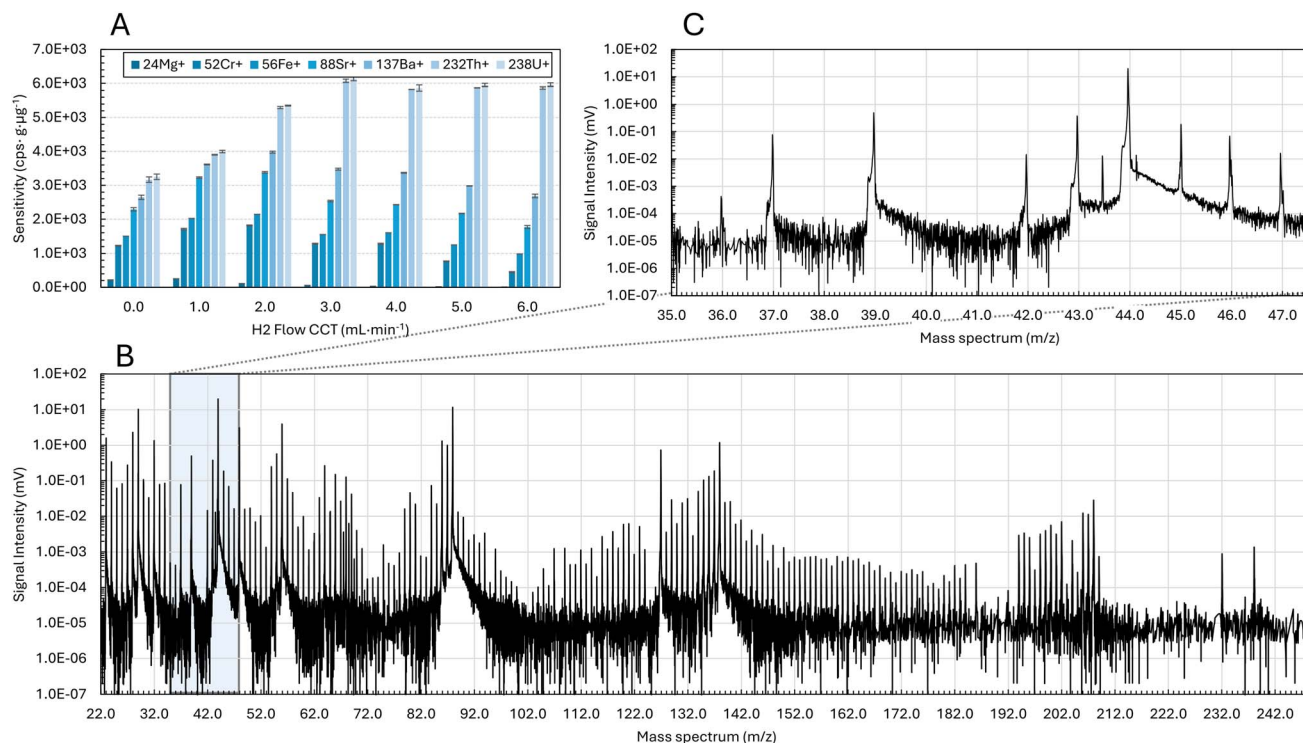 A
7.0E+03
6.0E+03
5.0E+03
4.0E+03
3.0E+03
2.0E+03
1.0E+03
0.0E+00
Sensitivity (cps· g·µg⁻¹)
24Mg+ 52Cr+ 56Fe+ 88Sr+ 137Ba+ 232Th+ 238U+
0.0 1.0 2.0 3.0 4.0 5.0 6.0
H2 Flow CCT (mL·min⁻¹)
C
1.0E+02
1.0E+01
1.0E+00
1.0E-01
1.0E-02
1.0E-03
1.0E-04
1.0E-05
1.0E-06
1.0E-07
Signal Intensity (mV)
35.0 36.0 37.0 38.0 39.0 40.0 41.0 42.0 43.0 44.0 45.0 46.0 47.0
Mass spectrum (m/z)
B
1.0E+02
1.0E+01
1.0E+00
1.0E-01
1.0E-02
1.0E-03
1.0E-04
1.0E-05
1.0E-06
1.0E-07
Signal Intensity (mV)
22.0 32.0 42.0 52.0 62.0 72.0 82.0 92.0 102.0 112.0 122.0 132.0 142.0 152.0 162.0 172.0 182.0 192.0 202.0 212.0 222.0 232.0 242.0
Mass spectrum (m/z)